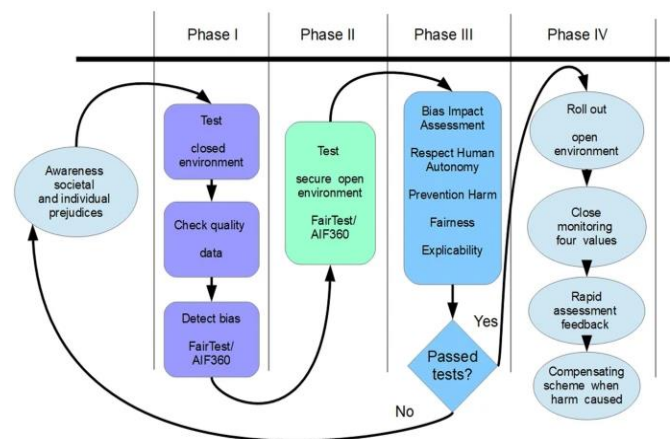 Phase I
Phase II
Phase III
Phase IV
Awareness
societal
and individual
prejudices
Test
closed
environment
Check quality
data
Detect bias
FairTest/
AIF360
Test
secure open
environment
FairTest/
AIF360
Bias Impact
Assessment
Respect Human
Autonomy
Prevention Harm
Fairness
Explicability
Passed
tests?
Yes
No
Roll out
open
environment
Close
monitoring
four values
Rapid
assessment
feedback
Compensating
scheme when
harm caused